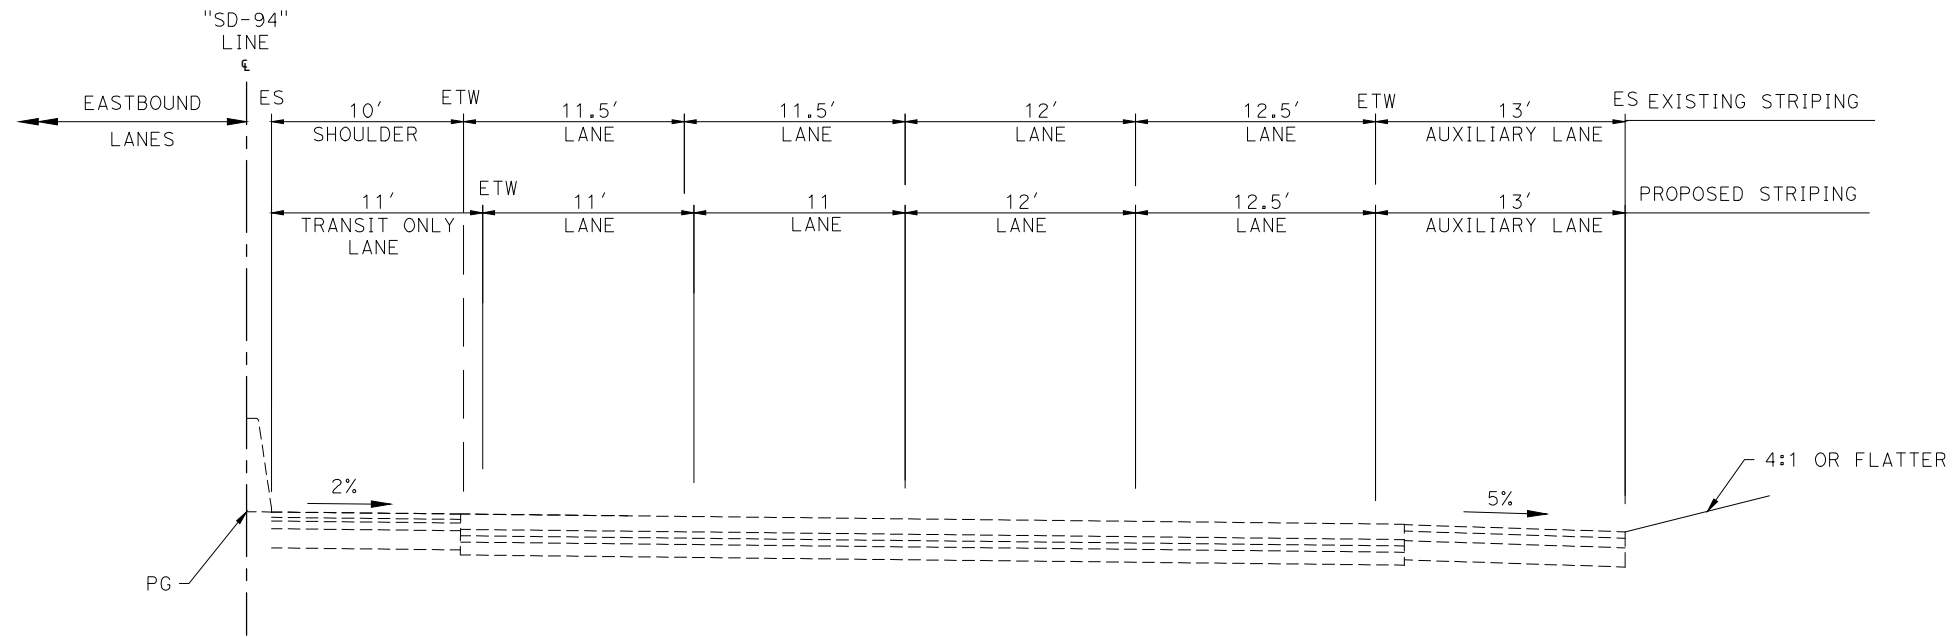 "SD-94"
LINE
℄
EASTBOUND
LANES
ES
10'
SHOULDER
ETW
11.5'
LANE
11.5'
LANE
12'
LANE
12.5'
LANE
ETW
13'
AUXILIARY LANE
ES
EXISTING STRIPING
11'
TRANSIT ONLY
LANE
ETW
11'
LANE
11
LANE
12'
LANE
12.5'
LANE
13'
AUXILIARY LANE
PROPOSED STRIPING
2%
5%
4:1 OR FLATTER
PG